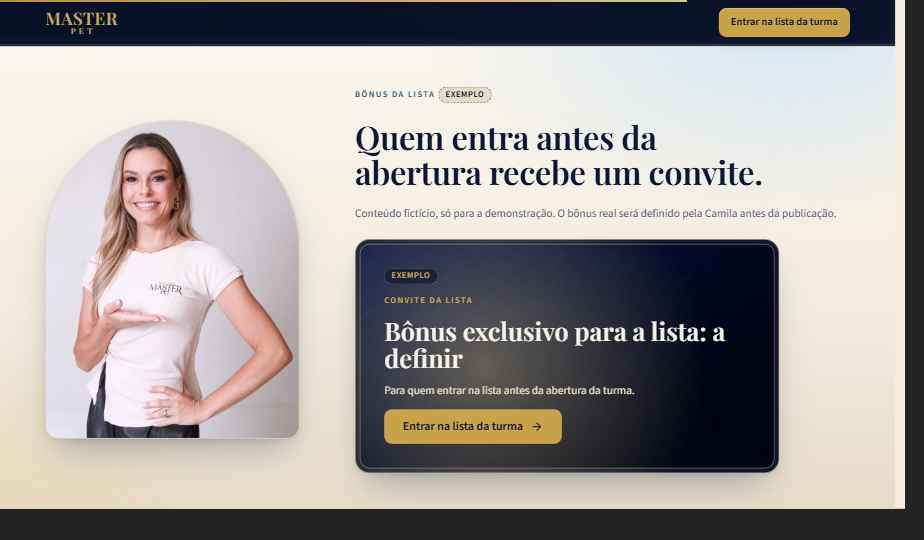 MASTER
PET
Entrar na lista da turma
BÔNUS DA LISTA EXEMPLO
Quem entra antes da
abertura recebe um convite.
Conteúdo fictício, só para a demonstração. O bônus real será definido pela Camila antes da publicação.
MASTER
EXEMPLO
CONVITE DA LISTA
Bônus exclusivo para a lista: a
definir
Para quem entrar na lista antes da abertura da turma.
Entrar na lista da turma →